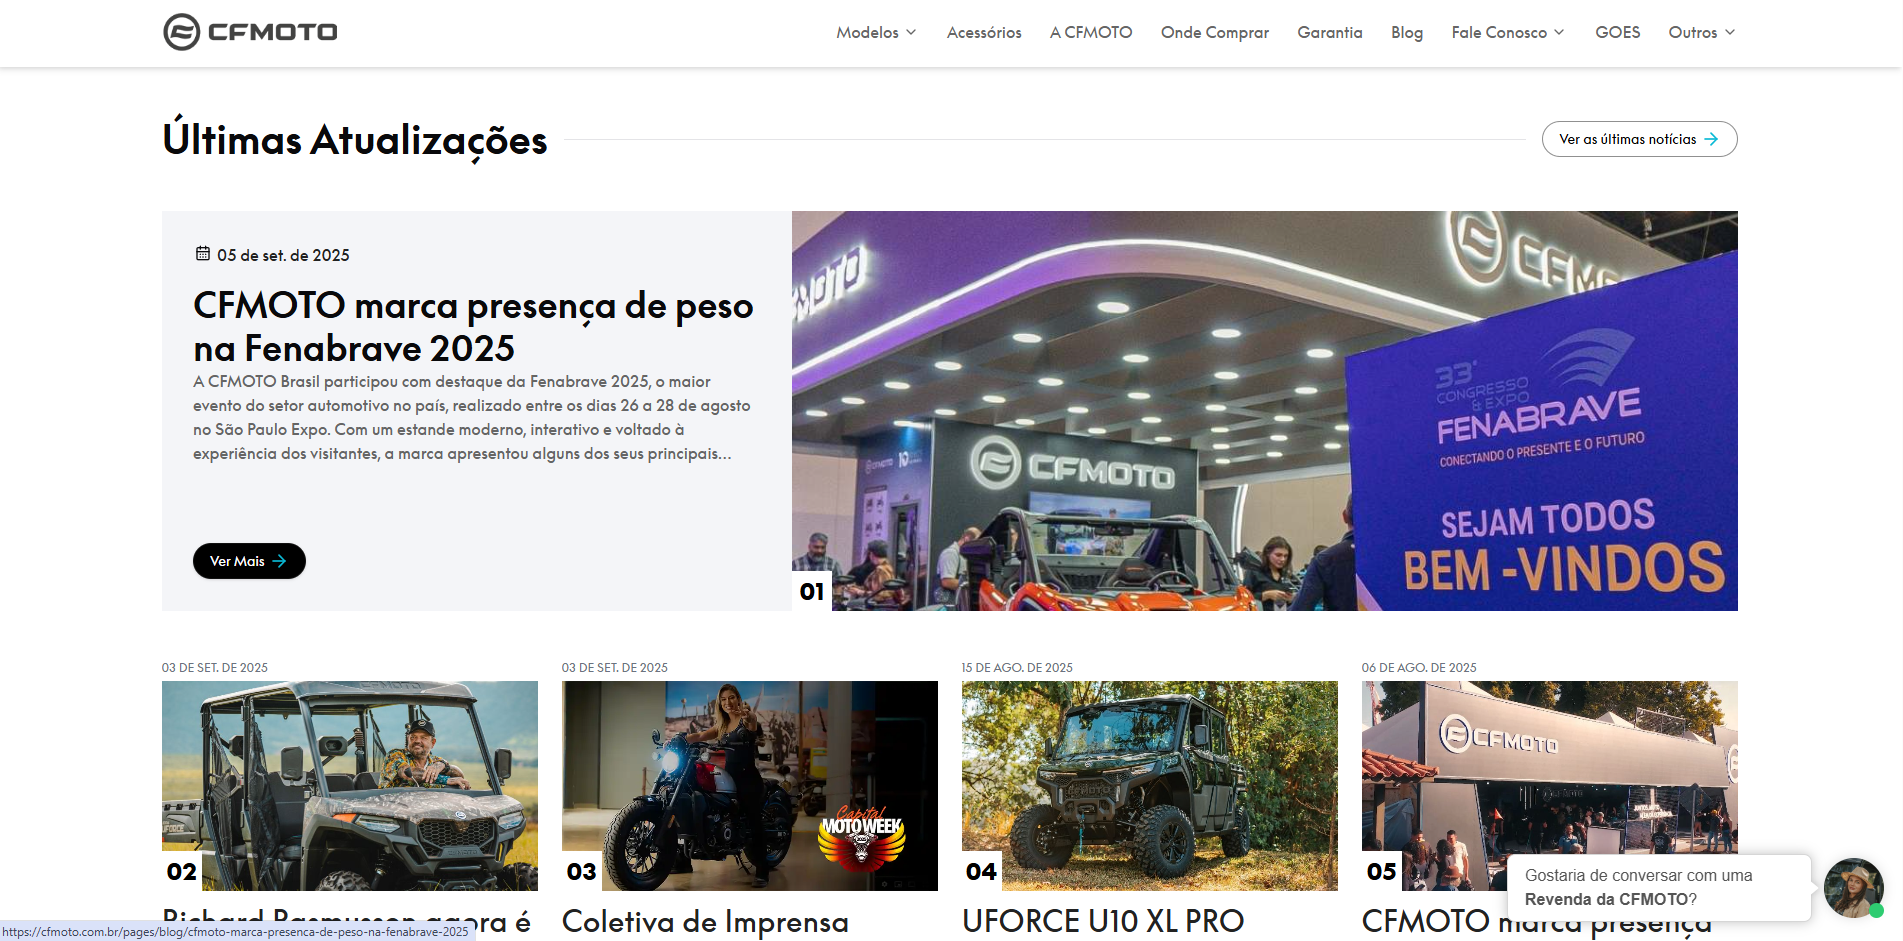 CFMOTO
Modelos
Acessórios
A CFMOTO
Onde Comprar
Garantia
Blog
Fale Conosco
GOES
Outros
Últimas Atualizações
Ver as últimas notícias
05 de set. de 2025
CFMOTO marca presença de peso
na Fenabrave 2025
A CFMOTO Brasil participou com destaque da Fenabrave 2025, o maior
evento do setor automotivo no país, realizado entre os dias 26 a 28 de agosto
no São Paulo Expo. Com um estande moderno, interativo e voltado à
experiência dos visitantes, a marca apresentou alguns dos seus principais...
Ver Mais
CFMOTO
33º
CONGRESSO
& EXPO
FENABRAVE
CONECTANDO O PRESENTE E O FUTURO
SEJAM TODOS
BEM -VINDOS
CFMOTO
01
03 DE SET. DE 2025
CFMOTO
02
Richard Rasmussen agora é
03 DE SET. DE 2025
Capital
MOTO WEEK
03
Coletiva de Imprensa
15 DE AGO. DE 2025
04
UFORCE U10 XL PRO
06 DE AGO. DE 2025
CFMOTO
05
CFMOTO marca presença
Gostaria de conversar com uma
Revenda da CFMOTO?
https://cfmoto.com.br/pages/blog/cfmoto-marca-presenca-de-peso-na-fenabrave-2025